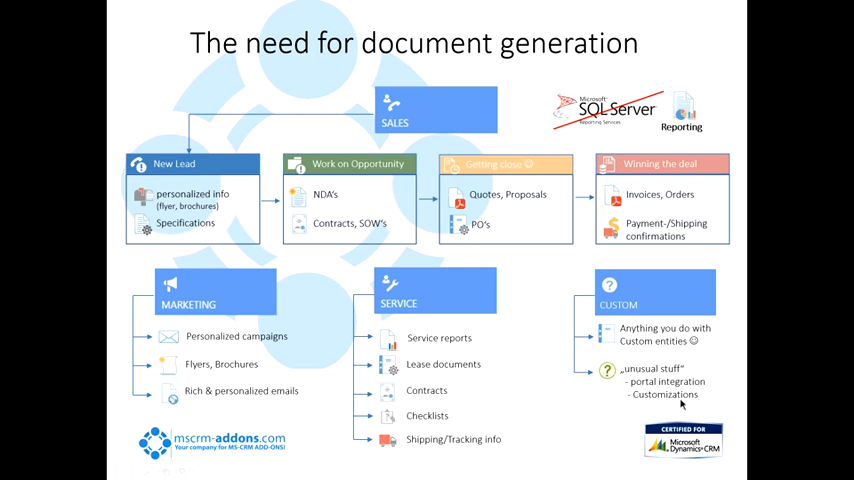 The need for document generation
SALES
Microsoft®
SQL Server
Reporting Services
Reporting
New Lead
personalized info
(flyer, brochures)
Specifications
Work on Opportunity
NDA's
Contracts, SOW's
Getting close ☺
Quotes, Proposals
PO's
Winning the deal
Invoices, Orders
Payment-/Shipping
confirmations
MARKETING
Personalized campaigns
Flyers, Brochures
Rich & personalized emails
SERVICE
Service reports
Lease documents
Contracts
Checklists
Shipping/Tracking info
CUSTOM
Anything you do with
Custom entities ☺
„unusual stuff"
- portal integration
- Customizations
mscrm-addons.com
Your company for MS-CRM ADD-ONS!
CERTIFIED FOR
Microsoft
Dynamics® CRM